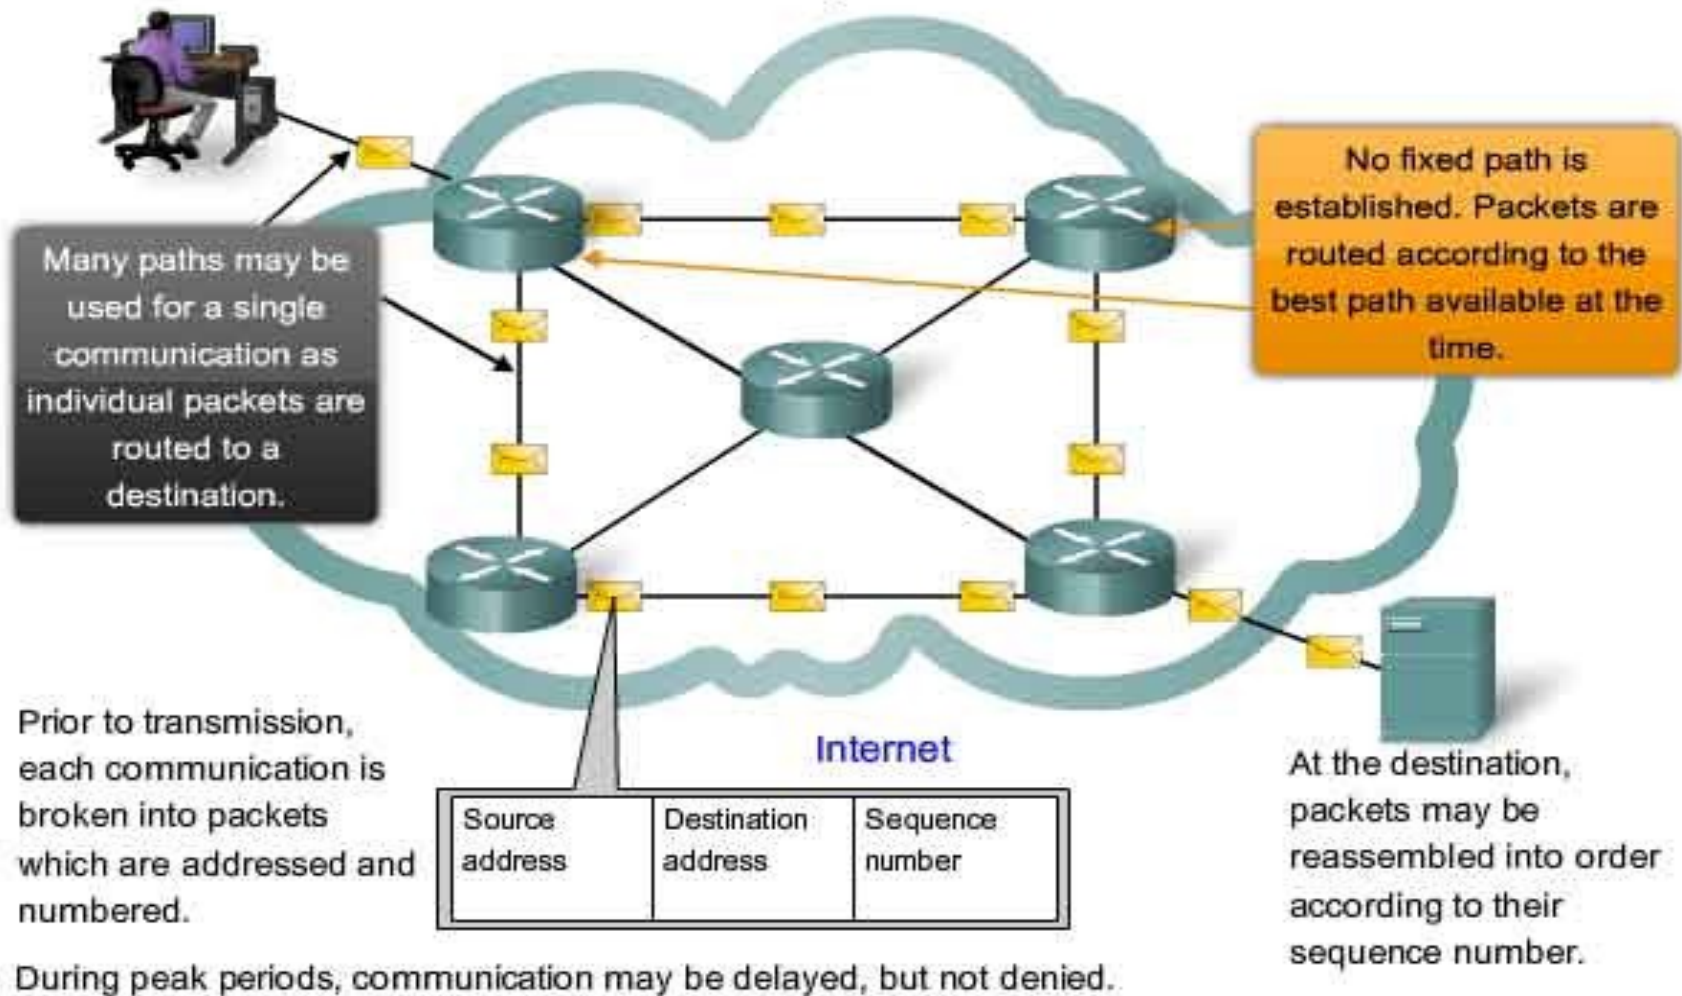 Many paths may be
used for a single
communication as
individual packets are
routed to a
destination.
No fixed path is
established. Packets are
routed according to the
best path available at the
time.
Prior to transmission,
each communication is
broken into packets
which are addressed and
numbered.
Internet
Source
address
Destination
address
Sequence
number
At the destination,
packets may be
reassembled into order
according to their
sequence number.
During peak periods, communication may be delayed, but not denied.